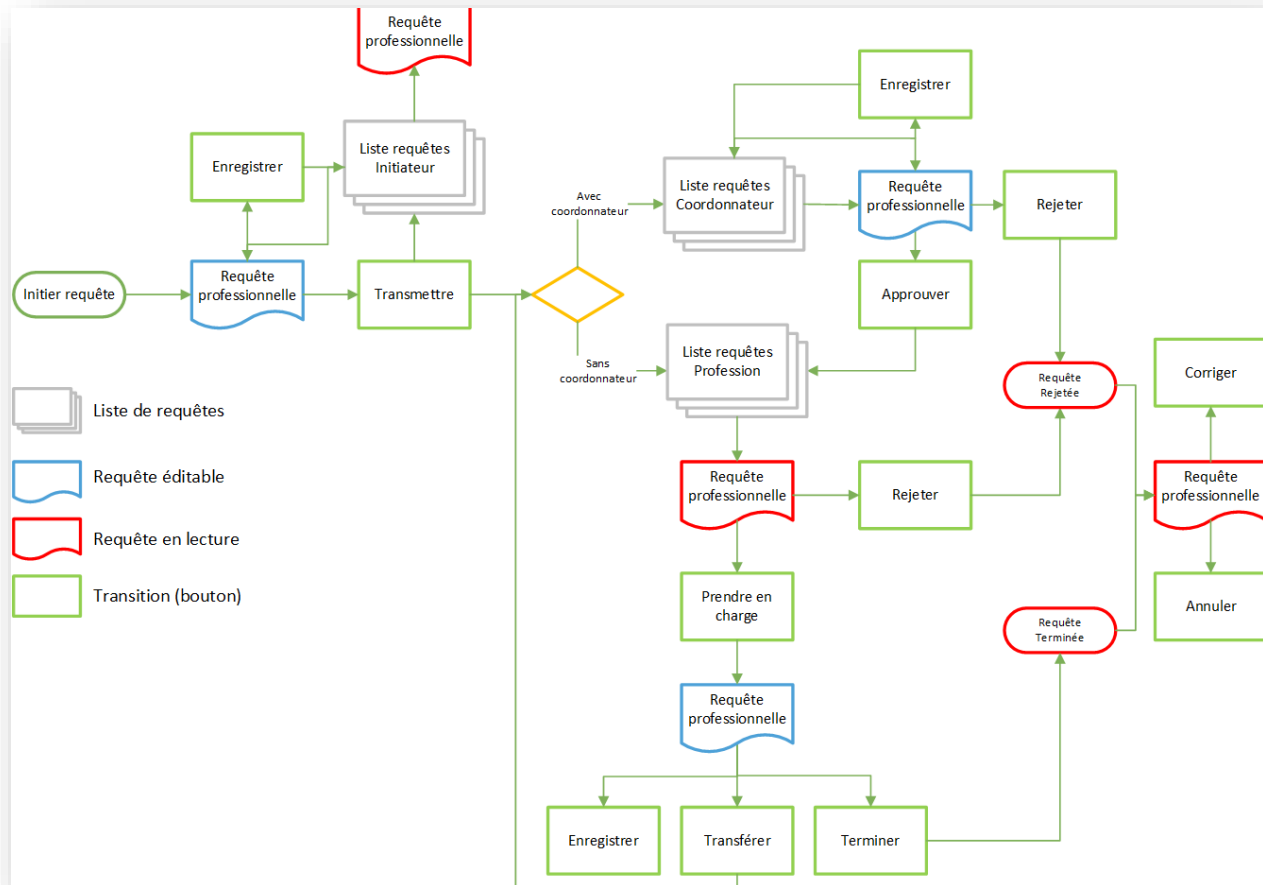 Requête
professionnelle
Enregistrer
Liste requêtes
Initiateur
Enregistrer
Avec
coordonnateur
Liste requêtes
Coordonnateur
Requête
professionnelle
Rejeter
Initier requête
Requête
professionnelle
Transmettre
Approuver
Sans
coordonnateur
Liste requêtes
Profession
Requête
Rejetée
Corriger
Liste de requêtes
Requête éditable
Requête en lecture
Transition (bouton)
Requête
professionnelle
Rejeter
Requête
professionnelle
Prendre en
charge
Requête
Terminée
Annuler
Requête
professionnelle
Enregistrer
Transférer
Terminer